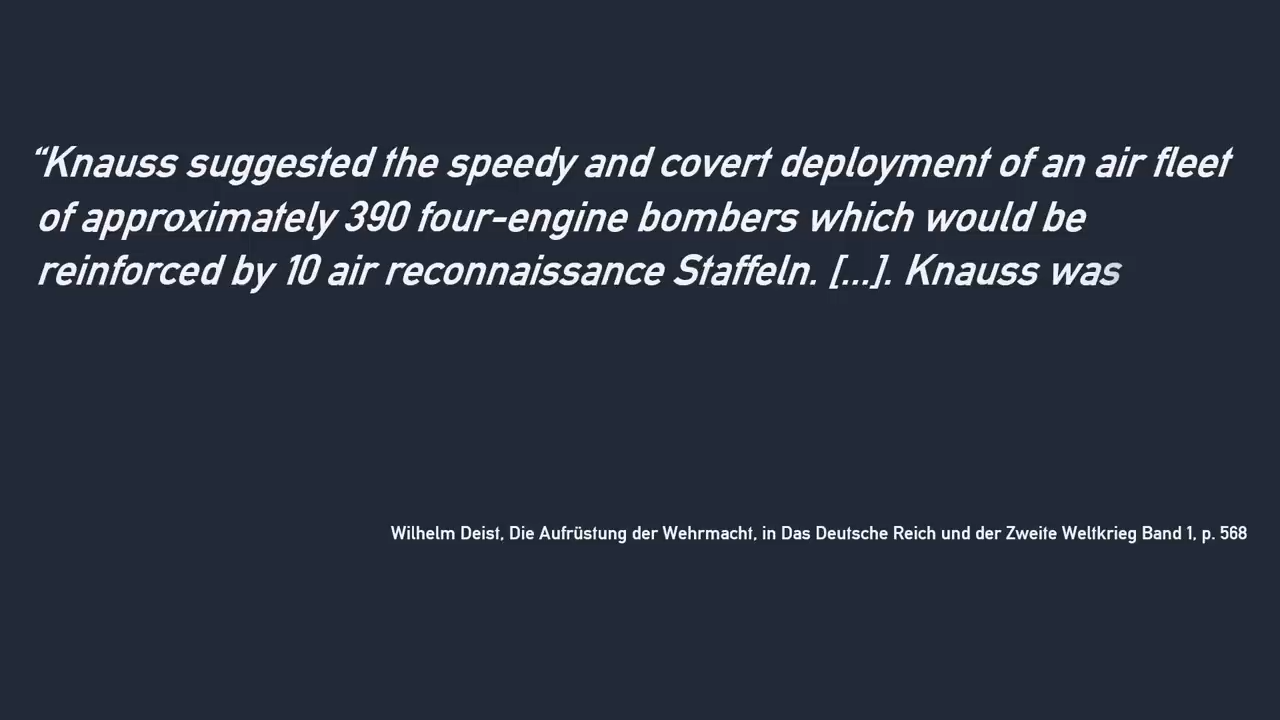 “Knauss suggested the speedy and covert deployment of an air fleet
of approximately 390 four-engine bombers which would be
reinforced by 10 air reconnaissance Staffeln. [...]. Knauss was
Wilhelm Deist, Die Aufrüstung der Wehrmacht, in Das Deutsche Reich und der Zweite Weltkrieg Band 1, p. 568